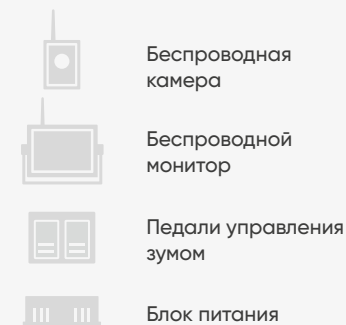 Беспроводная
камера
Беспроводной
монитор
Педали управления
зумом
Блок питания